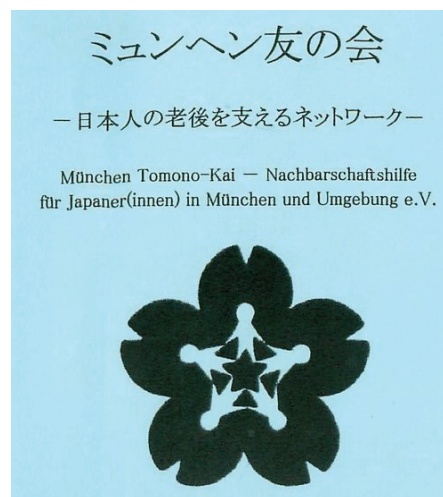 ミュンヘン友の会
－日本人の老後を支えるネットワーク－
München Tomono-Kai － Nachbarschaftshilfe
für Japaner(innen) in München und Umgebung e.V.